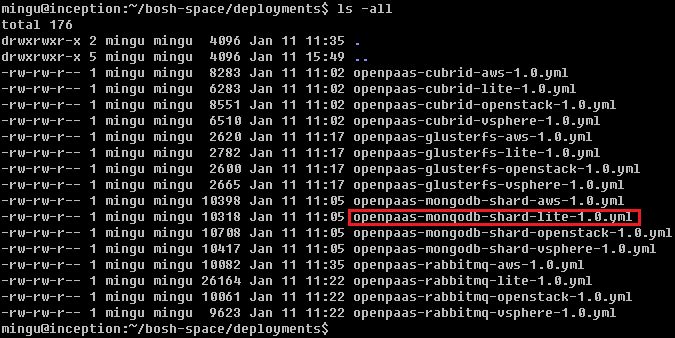 mingu@inception:~/bosh-space/deployments$ ls -all
total 176
drwxrwxr-x 2 mingu mingu  4096 Jan 11 11:35 .
drwxrwxr-x 5 mingu mingu  4096 Jan 11 15:49 ..
-rw-rw-r-- 1 mingu mingu  8283 Jan 11 11:02 openpaas-cubrid-aws-1.0.yml
-rw-rw-r-- 1 mingu mingu  6283 Jan 11 11:02 openpaas-cubrid-lite-1.0.yml
-rw-rw-r-- 1 mingu mingu  8551 Jan 11 11:02 openpaas-cubrid-openstack-1.0.yml
-rw-rw-r-- 1 mingu mingu  6510 Jan 11 11:02 openpaas-cubrid-vsphere-1.0.yml
-rw-rw-r-- 1 mingu mingu  2620 Jan 11 11:17 openpaas-glusterfs-aws-1.0.yml
-rw-rw-r-- 1 mingu mingu  2782 Jan 11 11:17 openpaas-glusterfs-lite-1.0.yml
-rw-rw-r-- 1 mingu mingu  2600 Jan 11 11:17 openpaas-glusterfs-openstack-1.0.yml
-rw-rw-r-- 1 mingu mingu  2665 Jan 11 11:17 openpaas-glusterfs-vsphere-1.0.yml
-rw-rw-r-- 1 mingu mingu 10398 Jan 11 11:05 openpaas-mongodb-shard-aws-1.0.yml
-rw-rw-r-- 1 mingu mingu 10318 Jan 11 11:05 openpaas-mongodb-shard-lite-1.0.yml
-rw-rw-r-- 1 mingu mingu 10708 Jan 11 11:05 openpaas-mongodb-shard-openstack-1.0.yml
-rw-rw-r-- 1 mingu mingu 10417 Jan 11 11:05 openpaas-mongodb-shard-vsphere-1.0.yml
-rw-rw-r-- 1 mingu mingu 10082 Jan 11 11:35 openpaas-rabbitmq-aws-1.0.yml
-rw-rw-r-- 1 mingu mingu 26164 Jan 11 11:22 openpaas-rabbitmq-lite-1.0.yml
-rw-rw-r-- 1 mingu mingu 10061 Jan 11 11:22 openpaas-rabbitmq-openstack-1.0.yml
-rw-rw-r-- 1 mingu mingu  9623 Jan 11 11:22 openpaas-rabbitmq-vsphere-1.0.yml
mingu@inception:~/bosh-space/deployments$